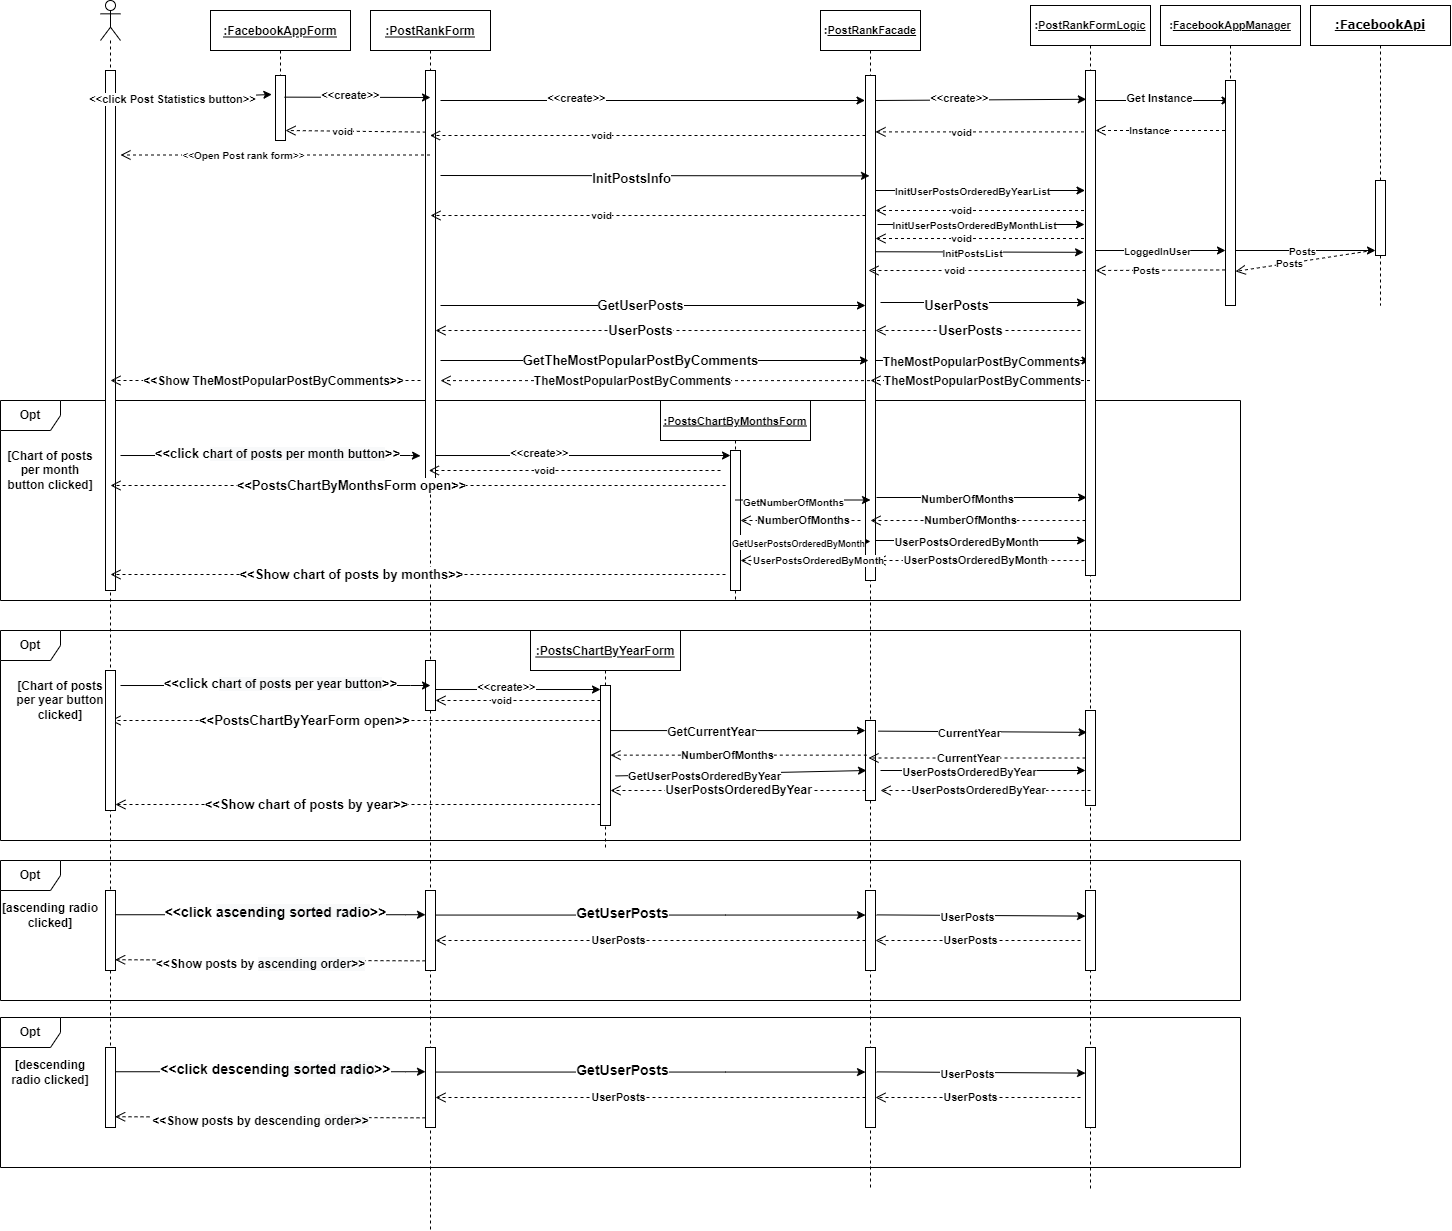 :FacebookAppForm
:PostRankForm
:PostRankFacade
:PostRankFormLogic
:FacebookAppManager
:FacebookApi
<<click Post Statistics button>>
<<create>>
<<create>>
<<create>>
Get Instance
void
void
void
Instance
<<Open Post rank form>>
InitPostsInfo
InitUserPostsOrderedByYearList
void
void
InitUserPostsOrderedByMonthList
void
InitPostsList
LoggedInUser
Posts
void
Posts
Posts
GetUserPosts
UserPosts
UserPosts
UserPosts
GetTheMostPopularPostByComments
TheMostPopularPostByComments
<<Show TheMostPopularPostByComments>>
TheMostPopularPostByComments
TheMostPopularPostByComments
Opt
:PostsChartByMonthsForm
[Chart of posts
per month
button clicked]
<<click chart of posts per month button>>
<<create>>
void
<<PostsChartByMonthsForm open>>
GetNumberOfMonths
NumberOfMonths
NumberOfMonths
NumberOfMonths
GetUserPostsOrderedByMonth
UserPostsOrderedByMonth
UserPostsOrderedByMonth
UserPostsOrderedByMonth
<<Show chart of posts by months>>
Opt
:PostsChartByYearForm
[Chart of posts
per year button
clicked]
<<click chart of posts per year button>>
<<create>>
void
<<PostsChartByYearForm open>>
GetCurrentYear
CurrentYear
NumberOfMonths
CurrentYear
GetUserPostsOrderedByYear
UserPostsOrderedByYear
UserPostsOrderedByYear
UserPostsOrderedByYear
<<Show chart of posts by year>>
Opt
[ascending radio
clicked]
<<click ascending sorted radio>>
GetUserPosts
UserPosts
UserPosts
UserPosts
<<Show posts by ascending order>>
Opt
[descending
radio clicked]
<<click descending sorted radio>>
GetUserPosts
UserPosts
UserPosts
UserPosts
<<Show posts by descending order>>